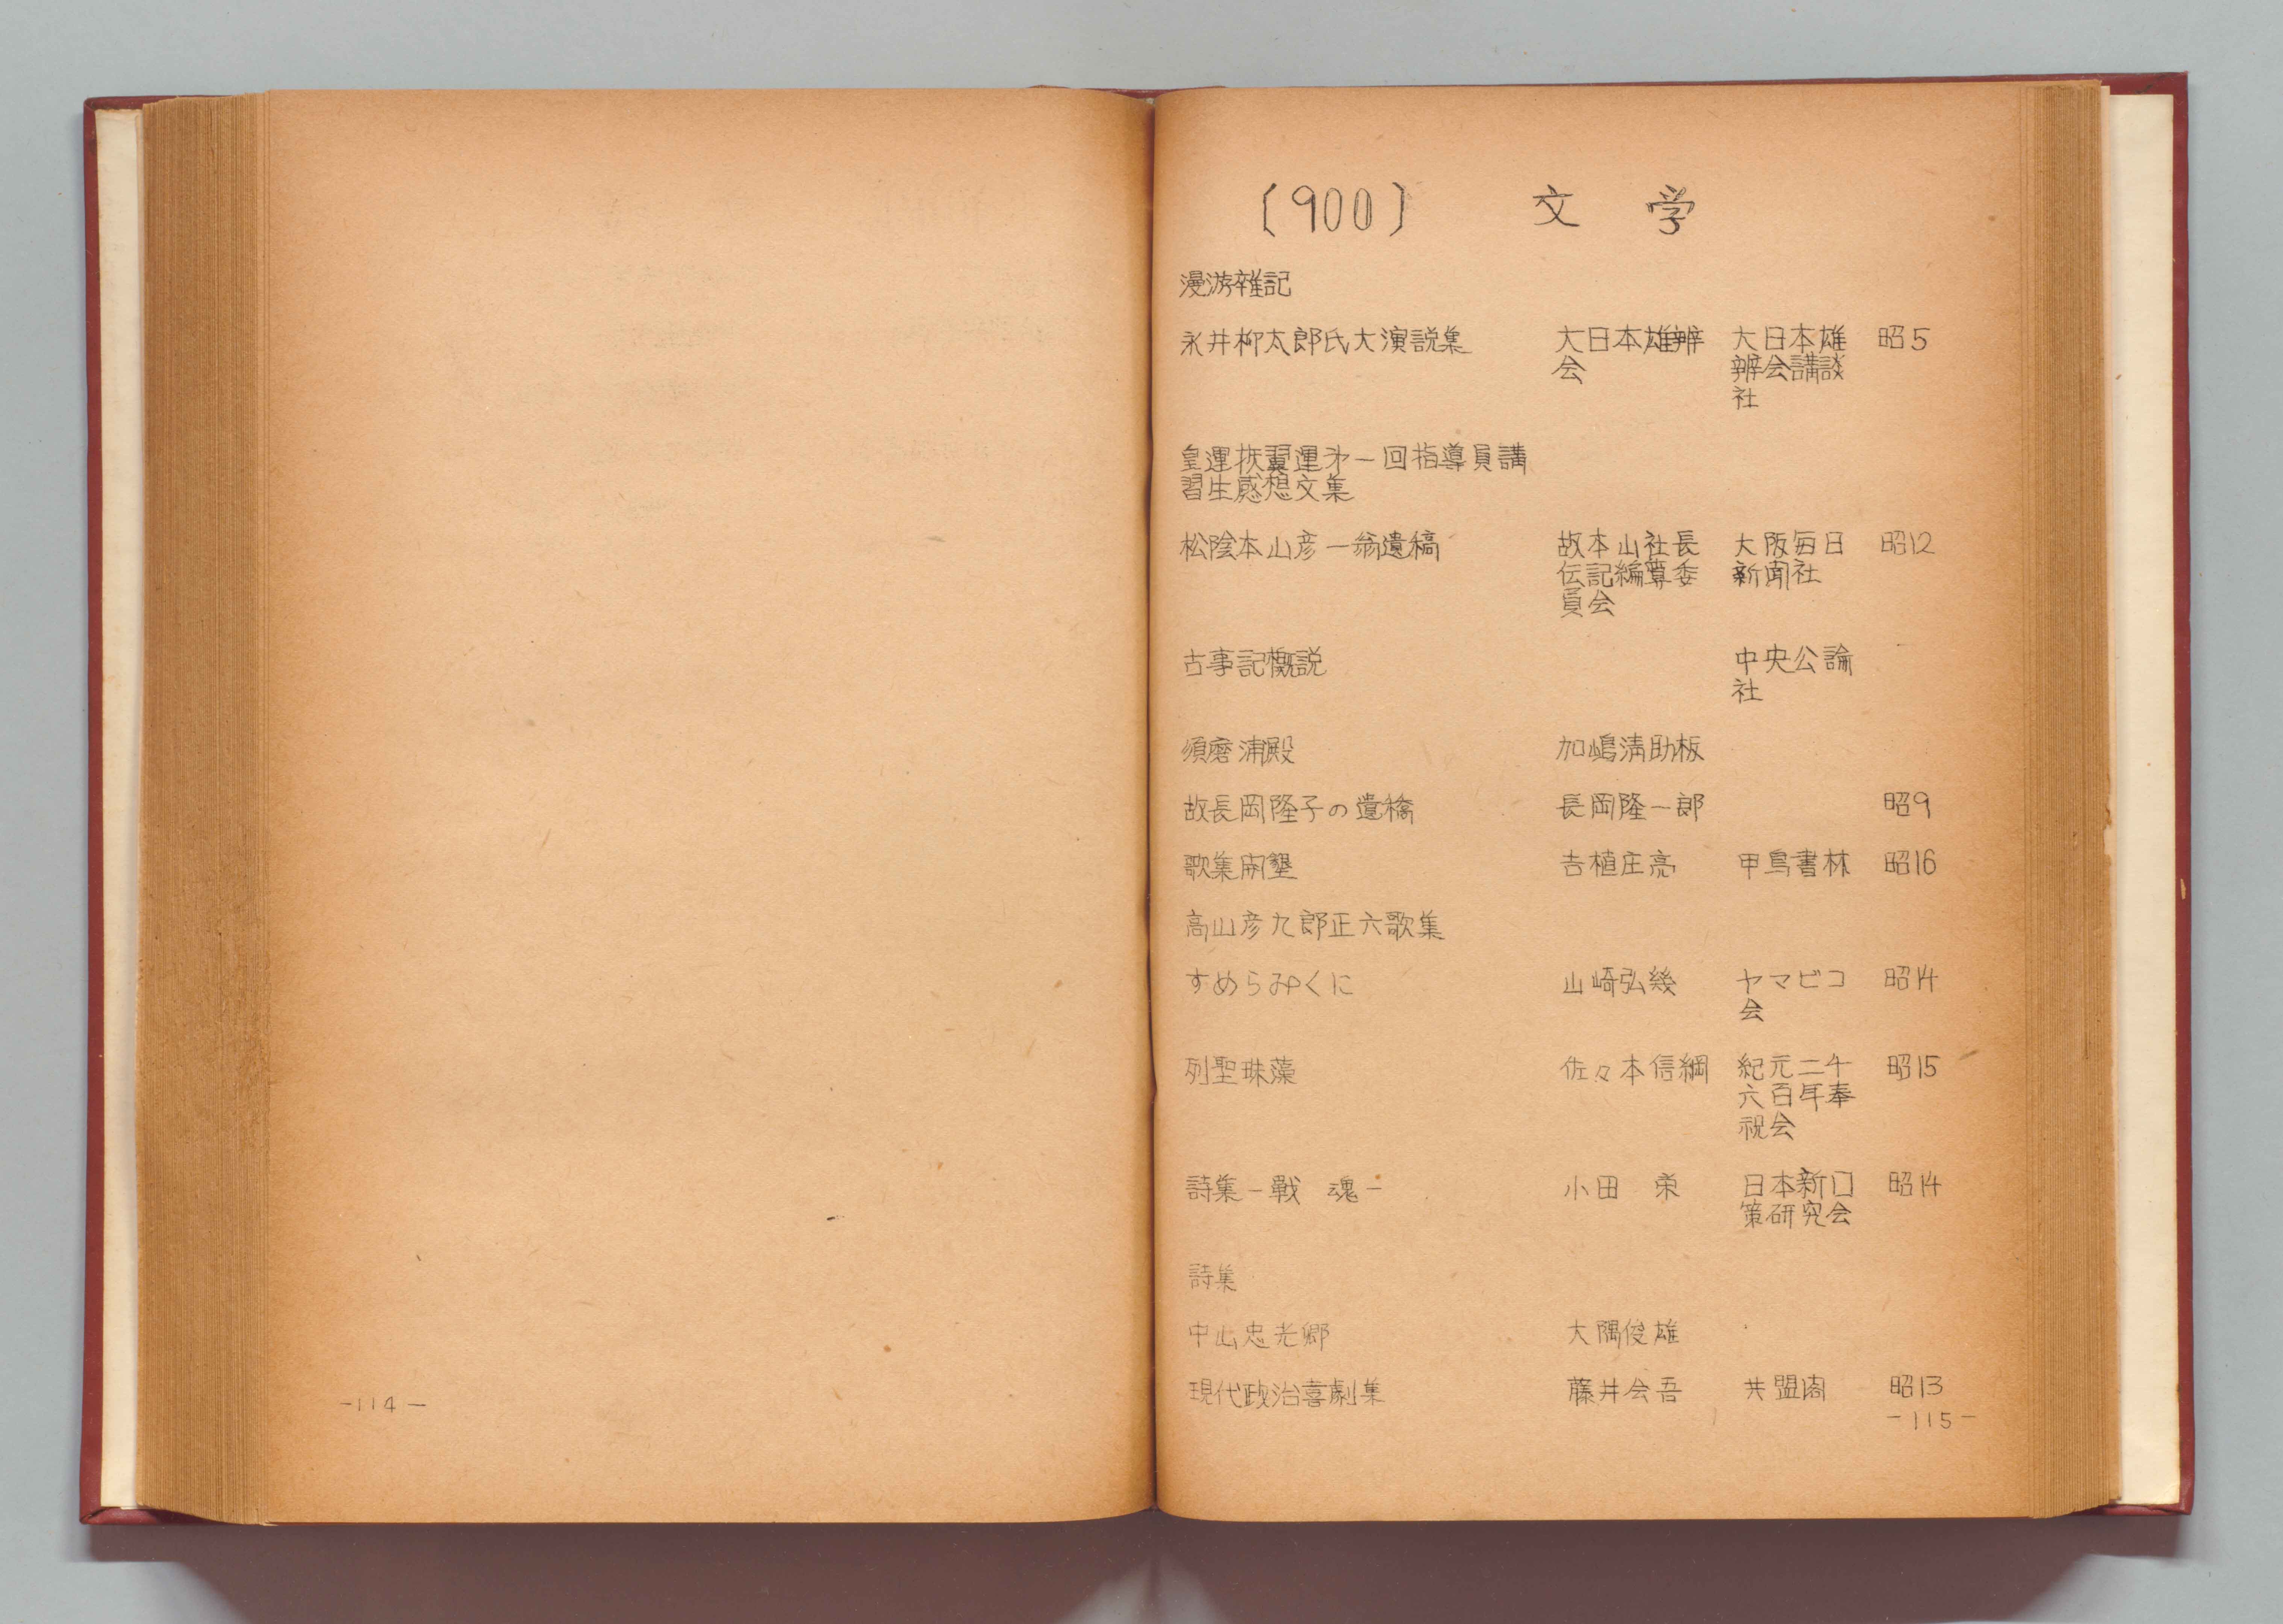 -114-
〔900〕 文学
漫游雜記
永井柳太郎氏大演説集 大日本雄辨 大日本雄 昭5
会 辨会講談
社
皇運扶翼運才一回指導員講
習生感想文集
松陰本山彦一翁遺稿 故本山社長 大阪毎日 昭12
伝記編纂委 新聞社
員会
古事記概説 中央公論
社
須磨浦殿 加嶋清助板
故長岡隆子の遺橋 長岡隆一郎 昭9
歌集開墾 吉植庄亮 甲鳥書林 昭16
高山彦九郎正六歌集
すめらみくに 山崎弘幾 ヤマビコ 昭14
会
列聖珠藻 佐々本信綱 紀元二千 昭15
六百年奉
祝会
詩集-戰 魂- 小田 栄 日本新囗 昭14
策研究会
詩集
中山忠光郷 大隅俊雄
現代政治喜劇集 藤井会吾 共盟閣 昭13
-115-